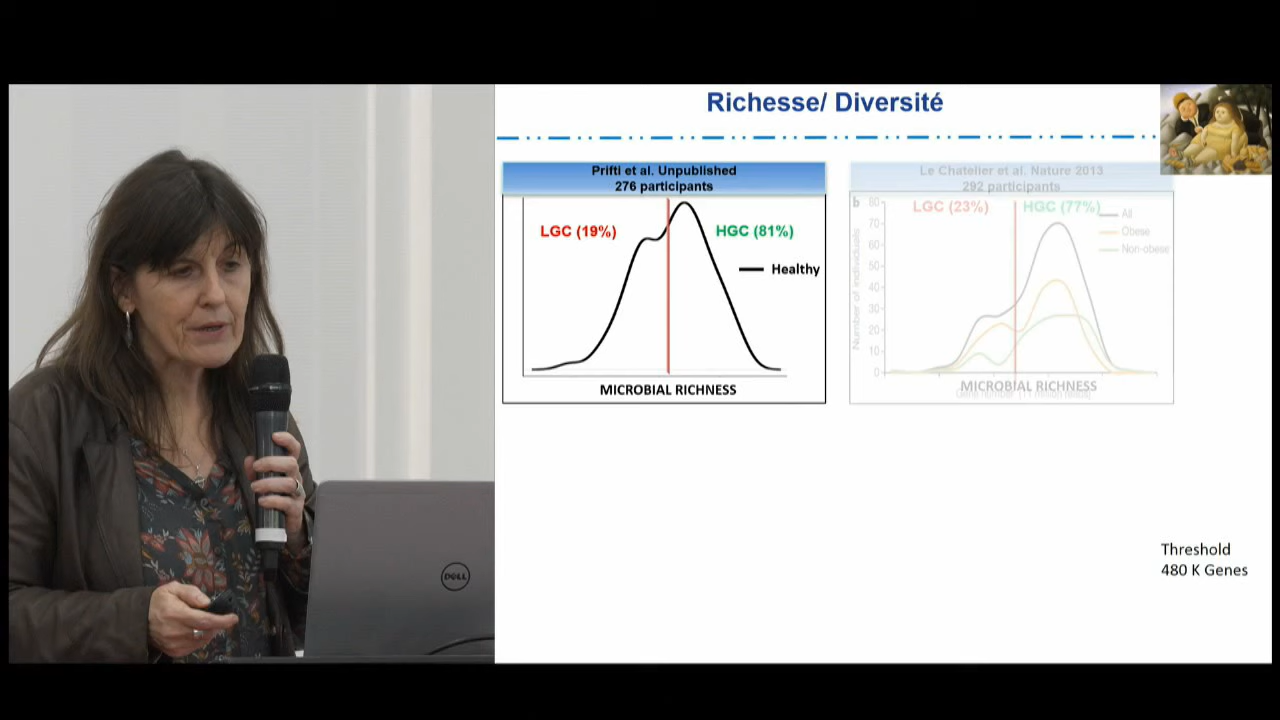 Richesse/ Diversité
Prifti et al. Unpublished
276 participants
LGC (19%)
HGC (81%)
Healthy
MICROBIAL RICHNESS
Le Chatelier et al. Nature 2013
292 participants
b
LGC (23%)
HGC (77%)
All
Obese
Non-obese
Number of individuals
80
70
60
50
40
30
20
10
0
MICROBIAL RICHNESS
Threshold
480 K Genes
DELL